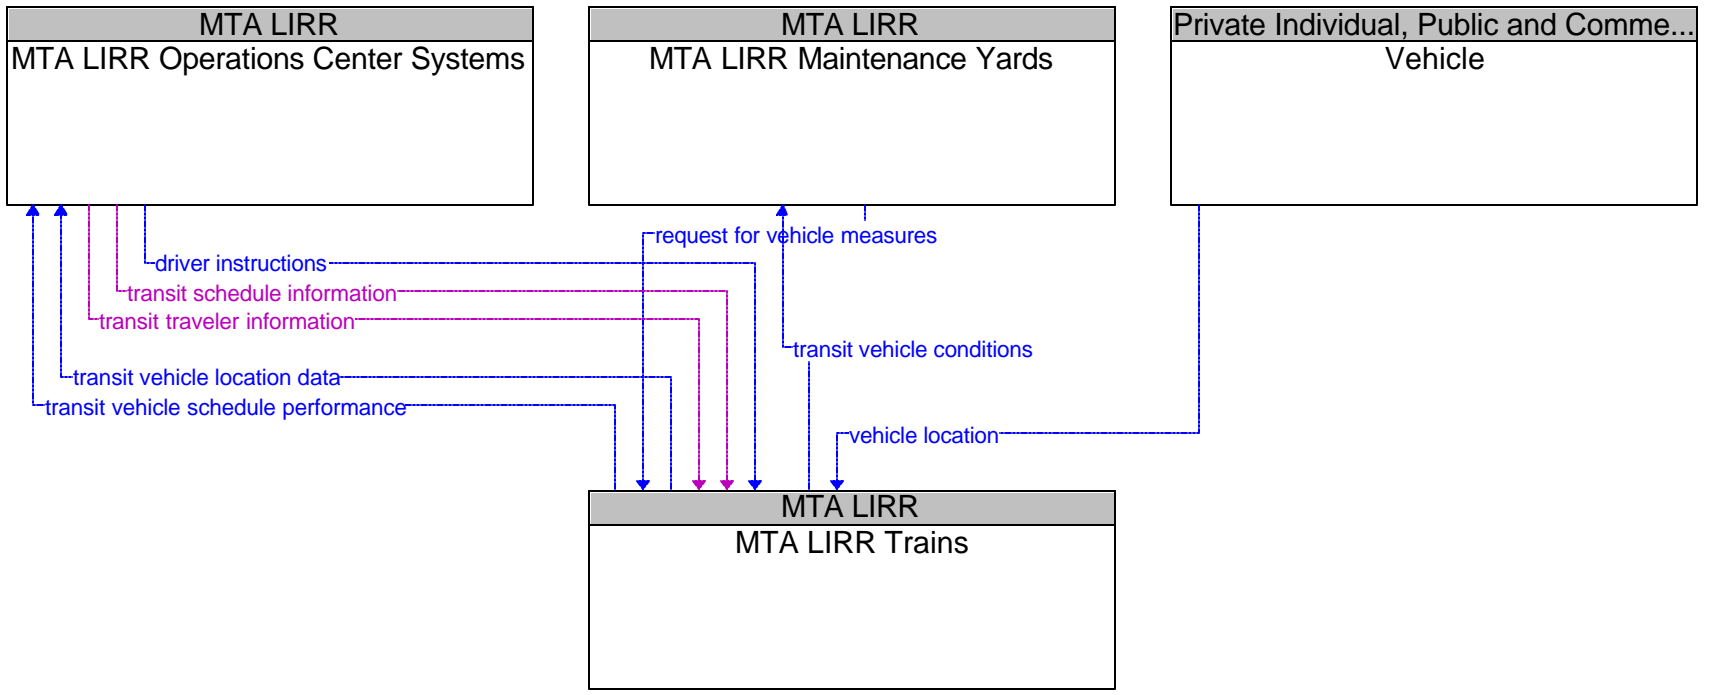 MTA LIRR
MTA LIRR Operations Center Systems
MTA LIRR
MTA LIRR Maintenance Yards
Private Individual, Public and Comme...
Vehicle
request for vehicle measures
driver instructions
transit schedule information
transit traveler information
transit vehicle conditions
transit vehicle location data
transit vehicle schedule performance
vehicle location
MTA LIRR
MTA LIRR Trains